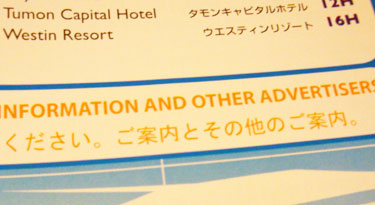 Tumon Capital Hotel タモンキャピタルホテル 12H
Westin Resort ウエスティンリゾート 16H
INFORMATION AND OTHER ADVERTISERS
ください。ご案内とその他のご案内。